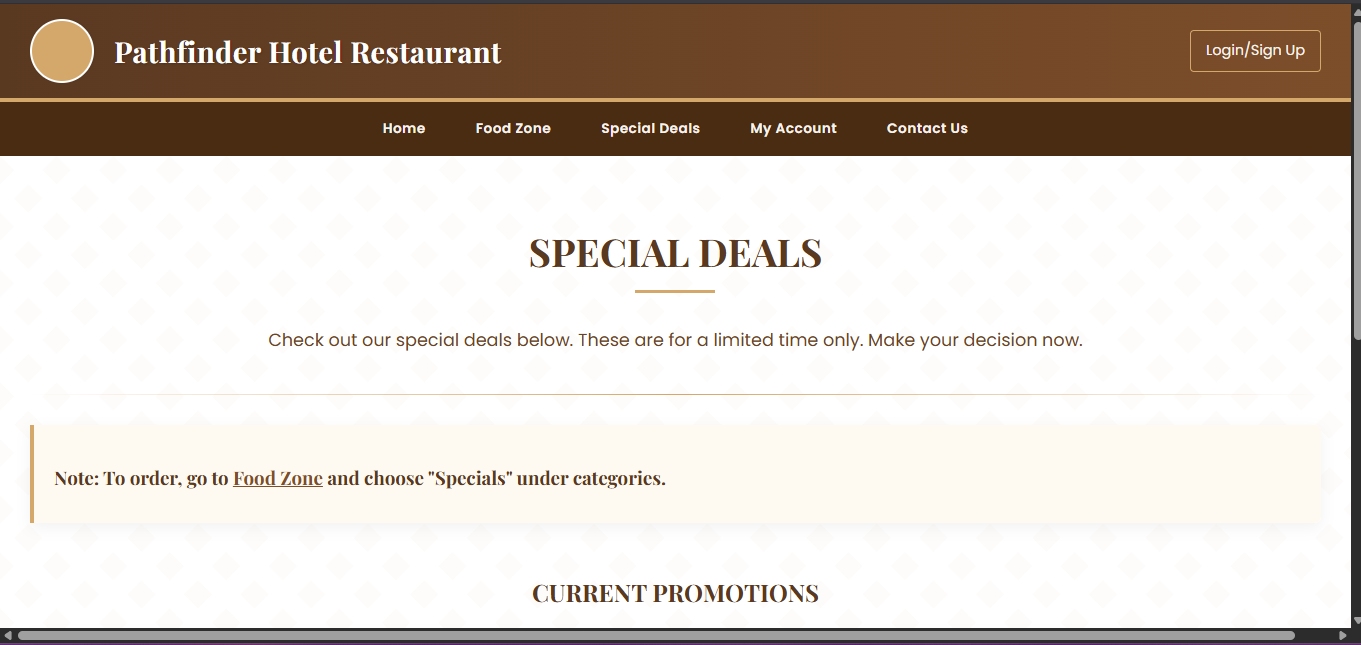 Pathfinder Hotel Restaurant
Login/Sign Up
Home Food Zone Special Deals My Account Contact Us
SPECIAL DEALS
Check out our special deals below. These are for a limited time only. Make your decision now.
Note: To order, go to Food Zone and choose "Specials" under categories.
CURRENT PROMOTIONS